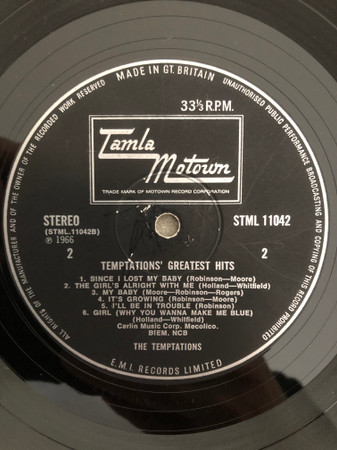 MADE IN GT. BRITAIN
UNAUTHORISED PUBLIC PERFORMANCE BROADCASTING AND COPYING OF THIS RECORD PROHIBITED
ALL RIGHTS OF THE MANUFACTURER AND OF THE OWNER OF THE RECORDED WORK RESERVED
33⅓ R.P.M.
Tamla
Motown
TRADE MARK OF MOTOWN RECORD CORPORATION
STEREO
STML 11042
(STML.11042B)
℗ 1966
2
2
TEMPTATIONS' GREATEST HITS
1. SINCE I LOST MY BABY (Robinson—Moore)
2. THE GIRL'S ALRIGHT WITH ME (Holland—Whitfield)
3. MY BABY (Moore—Robinson—Rogers)
4. IT'S GROWING (Robinson—Moore)
5. I'LL BE IN TROUBLE (Robinson)
6. GIRL (WHY YOU WANNA MAKE ME BLUE)
(Holland—Whitfield)
Carlin Music Corp. Mecolico.
BIEM. NCB
THE TEMPTATIONS
E.M.I. RECORDS LIMITED